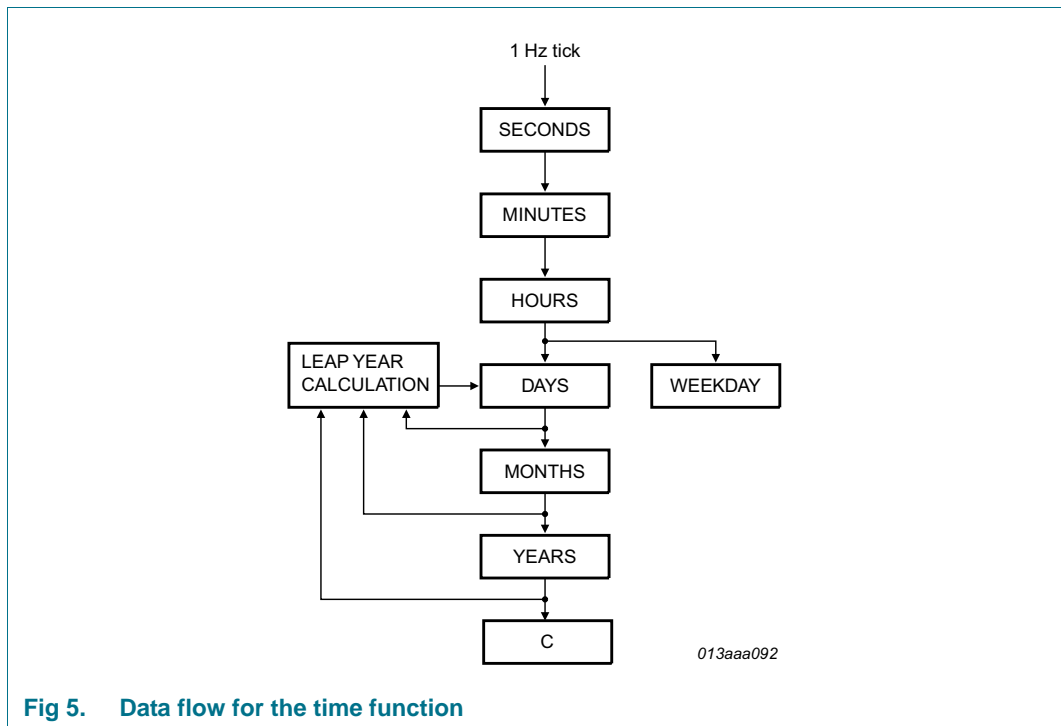 1 Hz tick
SECONDS
MINUTES
HOURS
LEAP YEAR
CALCULATION
DAYS
WEEKDAY
MONTHS
YEARS
C
013aaa092
Fig 5. Data flow for the time function